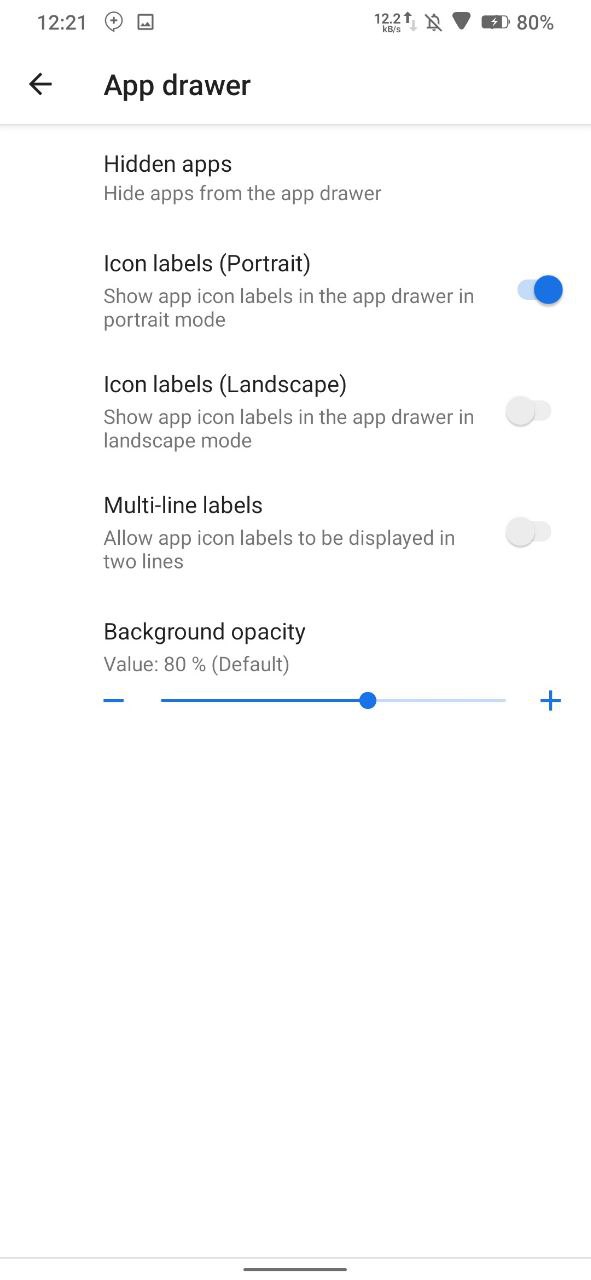 12:21
12.2 kB/s
80%
App drawer
Hidden apps
Hide apps from the app drawer
Icon labels (Portrait)
Show app icon labels in the app drawer in
portrait mode
Icon labels (Landscape)
Show app icon labels in the app drawer in
landscape mode
Multi-line labels
Allow app icon labels to be displayed in
two lines
Background opacity
Value: 80 % (Default)